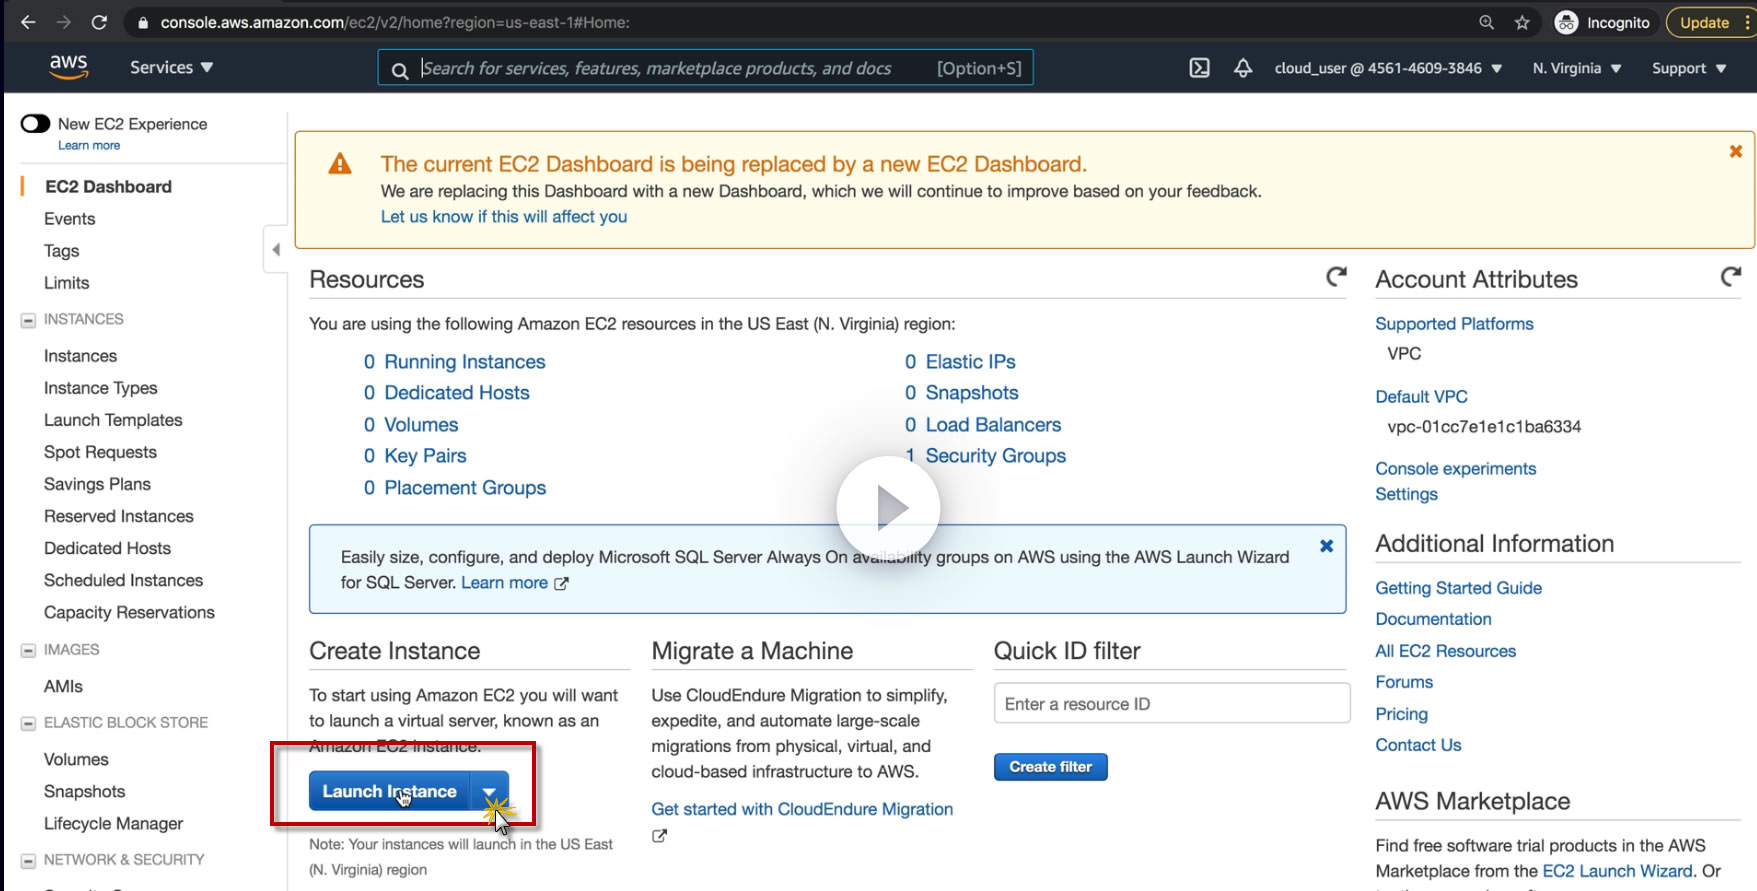 console.aws.amazon.com/ec2/v2/home?region=us-east-1#Home:
Incognito
Update
aws
Services
Search for services, features, marketplace products, and docs [Option+S]
cloud_user @ 4561-4609-3846
N. Virginia
Support
New EC2 Experience
Learn more
EC2 Dashboard
Events
Tags
Limits
INSTANCES
Instances
Instance Types
Launch Templates
Spot Requests
Savings Plans
Reserved Instances
Dedicated Hosts
Scheduled Instances
Capacity Reservations
IMAGES
AMIs
ELASTIC BLOCK STORE
Volumes
Snapshots
Lifecycle Manager
NETWORK & SECURITY
The current EC2 Dashboard is being replaced by a new EC2 Dashboard.
We are replacing this Dashboard with a new Dashboard, which we will continue to improve based on your feedback.
Let us know if this will affect you
Resources
You are using the following Amazon EC2 resources in the US East (N. Virginia) region:
0 Running Instances
0 Dedicated Hosts
0 Volumes
0 Key Pairs
0 Placement Groups
0 Elastic IPs
0 Snapshots
0 Load Balancers
1 Security Groups
Easily size, configure, and deploy Microsoft SQL Server Always On availability groups on AWS using the AWS Launch Wizard
for SQL Server. Learn more
Create Instance
To start using Amazon EC2 you will want
to launch a virtual server, known as an
Amazon EC2 instance.
Launch Instance
Note: Your instances will launch in the US East
(N. Virginia) region
Migrate a Machine
Use CloudEndure Migration to simplify,
expedite, and automate large-scale
migrations from physical, virtual, and
cloud-based infrastructure to AWS.
Get started with CloudEndure Migration
Quick ID filter
Enter a resource ID
Create filter
Account Attributes
Supported Platforms
VPC
Default VPC
vpc-01cc7e1e1c1ba6334
Console experiments
Settings
Additional Information
Getting Started Guide
Documentation
All EC2 Resources
Forums
Pricing
Contact Us
AWS Marketplace
Find free software trial products in the AWS
Marketplace from the EC2 Launch Wizard. Or